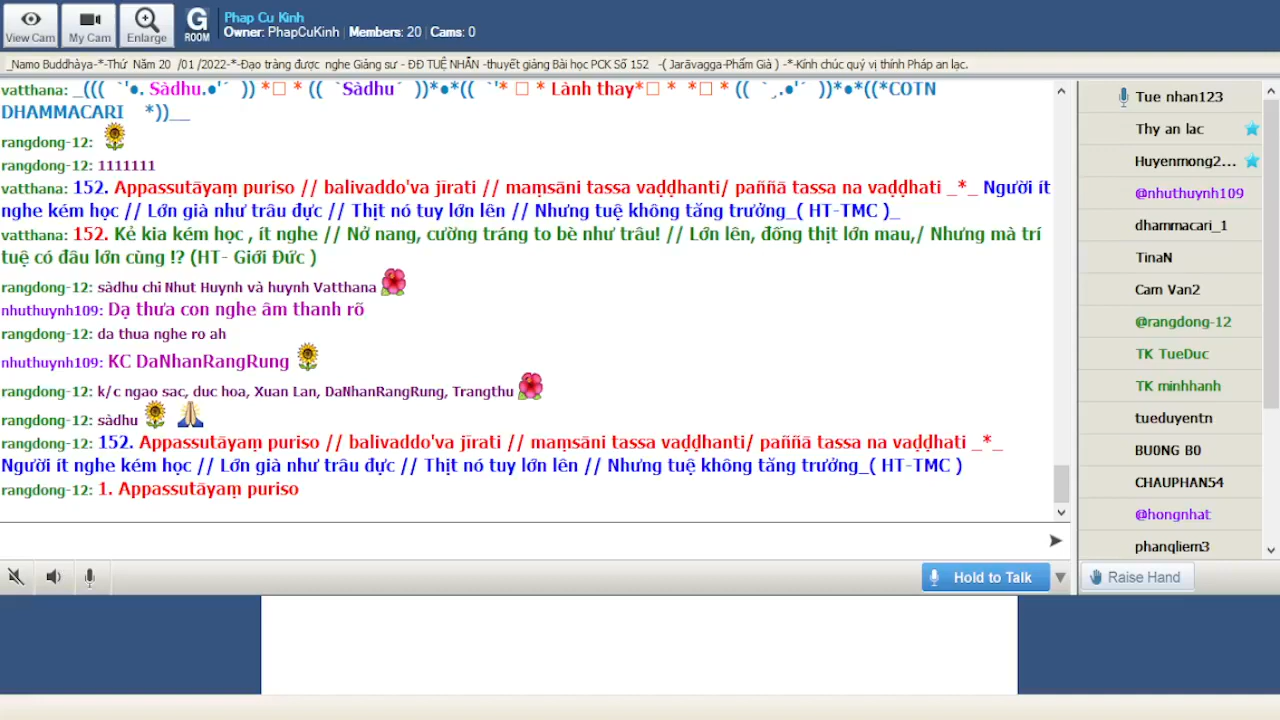 View Cam
My Cam
Enlarge
G
ROOM
Phap Cu Kinh
Owner: PhapCuKinh | Members: 20 | Cams: 0
_Namo Buddhàya-*-Thứ Năm 20 /01 /2022-*-Đạo tràng được nghe Giảng sư - ĐĐ TUỆ NHẪN -thuyết giảng Bài học PCK Số 152 -( Jarāvagga-Phẩm Già ) -*-Kính chúc quý vị thính Pháp an lạc.
vatthana: _((( `'●. Sàdhu.●'´ )) *□ * (( `Sàdhu´ ))*●*(( `'* □ * Lành thay*□ * *□ * (( `¸.●'´ ))*●*((*COTN
DHAMMACARI *))__
rangdong-12:
rangdong-12: 1111111
vatthana: 152. Appassutāyaṃ puriso // balivaddo'va jīrati // maṃsāni tassa vaḍḍhanti/ paññā tassa na vaḍḍhati _*_ Người ít
nghe kém học // Lớn già như trâu đực // Thịt nó tuy lớn lên // Nhưng tuệ không tăng trưởng_( HT-TMC )_
vatthana: 152. Kẻ kia kém học , ít nghe // Nở nang, cường tráng to bè như trâu! // Lớn lên, đống thịt lớn mau,/ Nhưng mà trí
tuệ có đâu lớn cùng !? (HT- Giới Đức )
rangdong-12: sàdhu chi Nhut Huynh và huynh Vatthana
nhuthuynh109: Dạ thưa con nghe âm thanh rõ
rangdong-12: da thua nghe ro ah
nhuthuynh109: KC DaNhanRangRung
rangdong-12: k/c ngao sac, duc hoa, Xuan Lan, DaNhanRangRung, Trangthu
rangdong-12: sàdhu
rangdong-12: 152. Appassutāyaṃ puriso // balivaddo'va jīrati // maṃsāni tassa vaḍḍhanti/ paññā tassa na vaḍḍhati _*_
Người ít nghe kém học // Lớn già như trâu đực // Thịt nó tuy lớn lên // Nhưng tuệ không tăng trưởng_( HT-TMC )
rangdong-12: 1. Appassutāyaṃ puriso
Tue nhan123
Thy an lac
Huyenmong2...
@nhuthuynh109
dhammacari_1
TinaN
Cam Van2
@rangdong-12
TK TueDuc
TK minhhanh
tueduyentn
BU0NG B0
CHAUPHAN54
@hongnhat
phanqliem3
Hold to Talk
Raise Hand